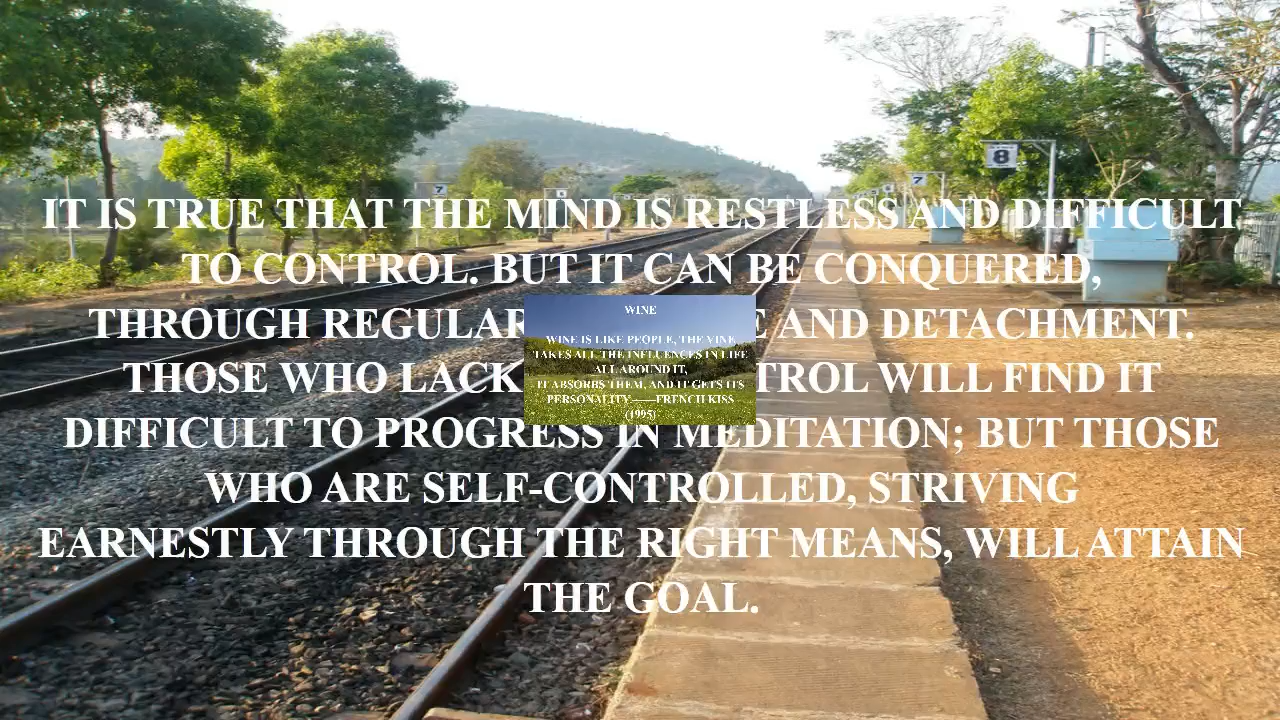 8
7
7
IT IS TRUE THAT THE MIND IS RESTLESS AND DIFFICULT
TO CONTROL. BUT IT CAN BE CONQUERED,
THROUGH REGULAR AND DETACHMENT.
THOSE WHO LACK WILL FIND IT
DIFFICULT TO PROGRESS IN MEDITATION; BUT THOSE
WHO ARE SELF-CONTROLLED, STRIVING
EARNESTLY THROUGH THE RIGHT MEANS, WILL ATTAIN
THE GOAL.
WINE
WINE IS LIKE PEOPLE, THE VINE
TAKES ALL THE INFLUENCES IN LIFE
ALL AROUND IT,
IT ABSORBS THEM, AND IT GETS ITS
PERSONALITY ——FRENCH KISS
(1995)